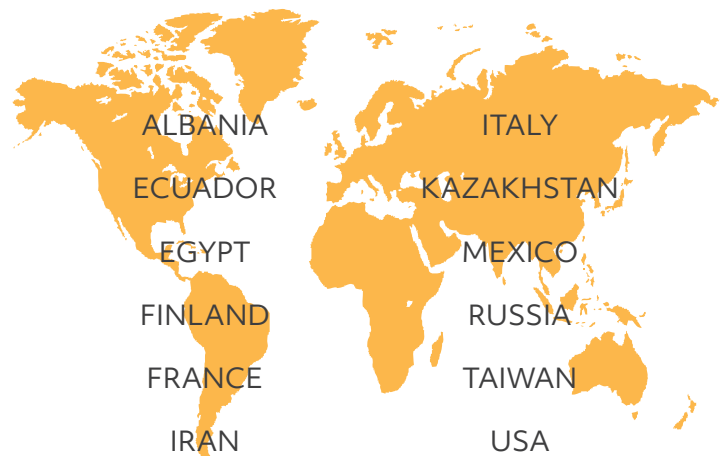 ALBANIA
ECUADOR
EGYPT
FINLAND
FRANCE
IRAN
ITALY
KAZAKHSTAN
MEXICO
RUSSIA
TAIWAN
USA